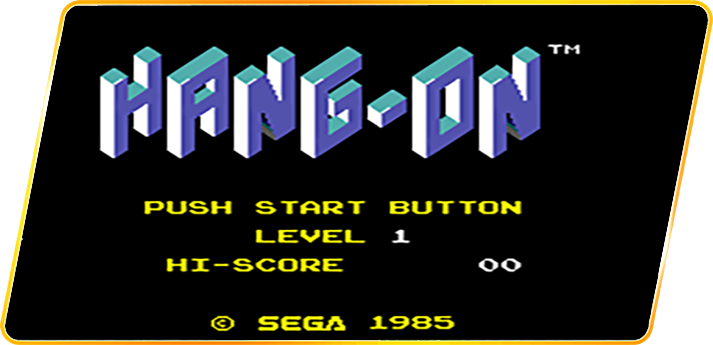 HANG-ON™
PUSH START BUTTON
LEVEL 1
HI-SCORE 00
© SEGA 1985